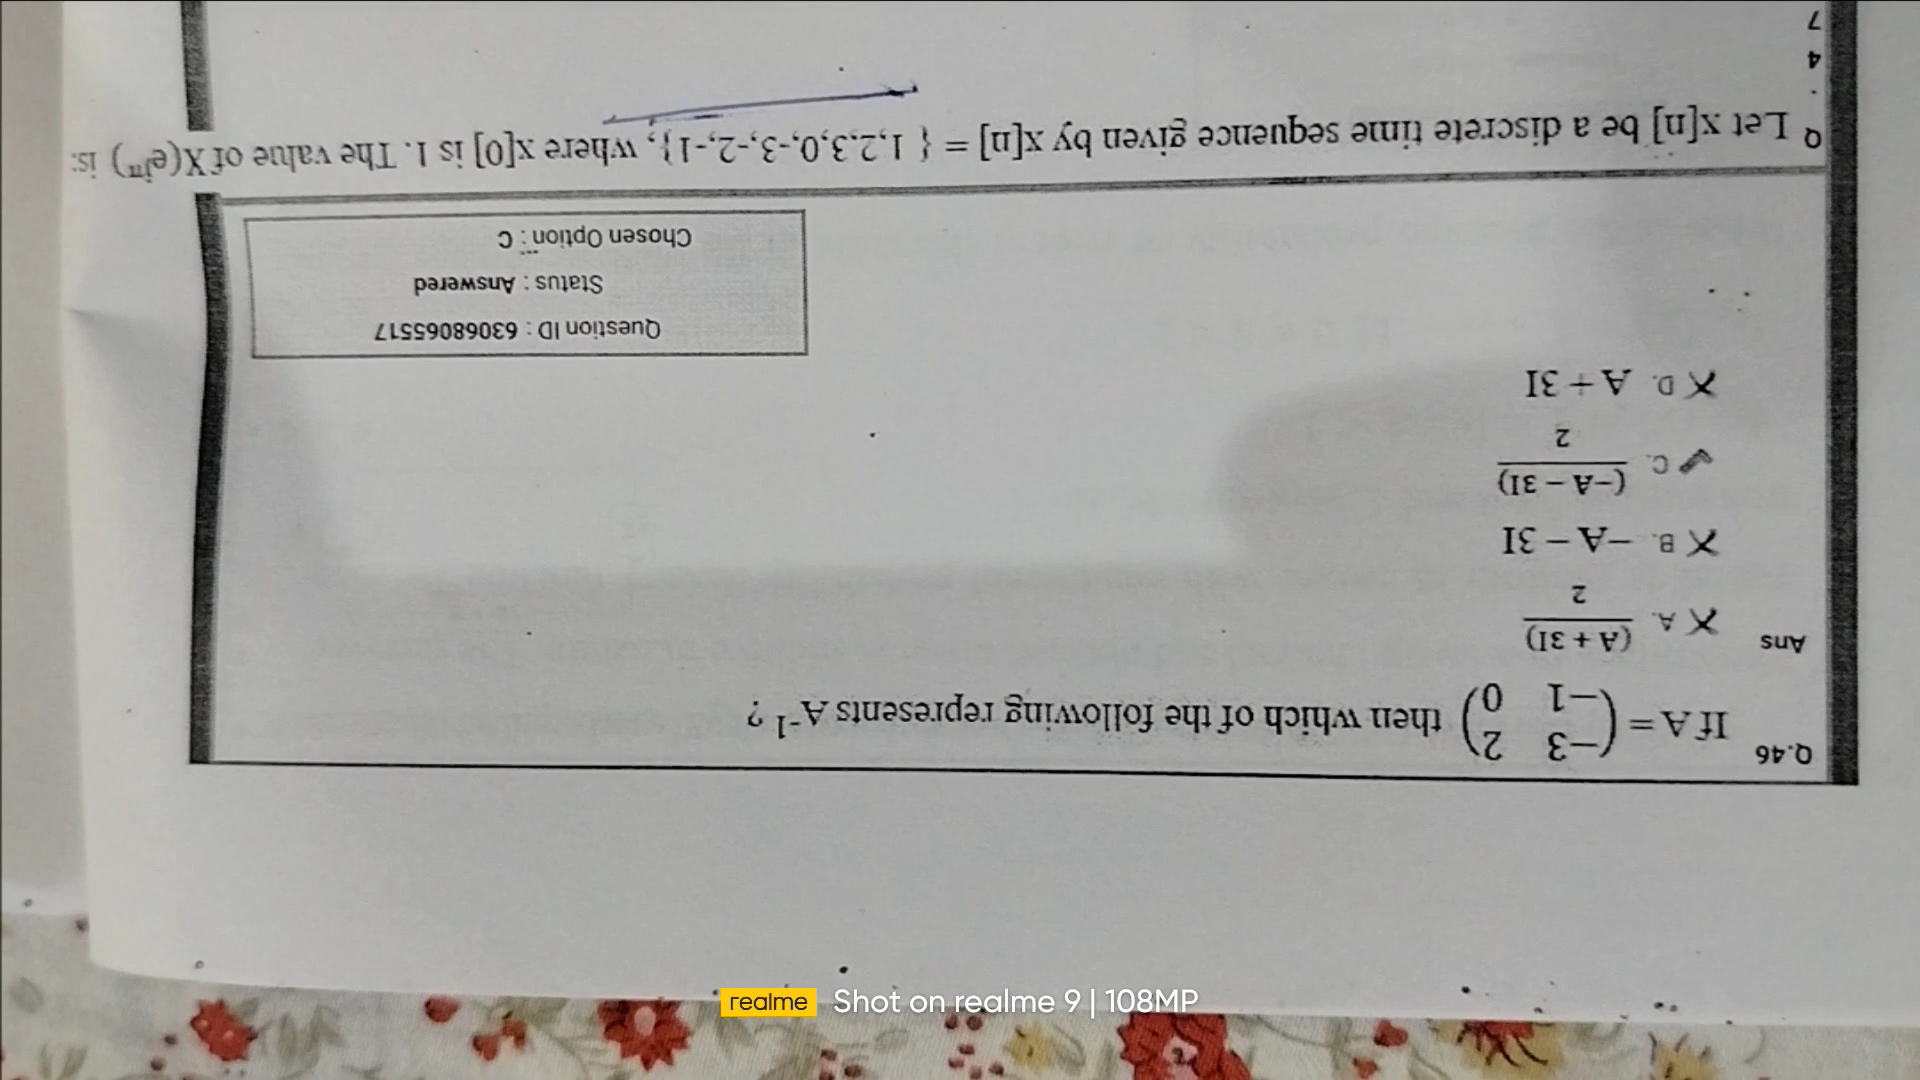 Q.46 If A = (−3 2
−1 0) then which of the following represents A⁻¹ ?
Ans A. (A + 3I)
2
B. −A − 3I
C. (−A − 3I)
2
D. A + 3I
Question ID : 63068065517
Status : Answered
Chosen Option : C
Q Let x[n] be a discrete time sequence given by x[n] = { 1,2,3,0,-3,-2,-1}, where x[0] is 1. The value of X(e^jπ) is:
.
4
7
realme Shot on realme 9 | 108MP